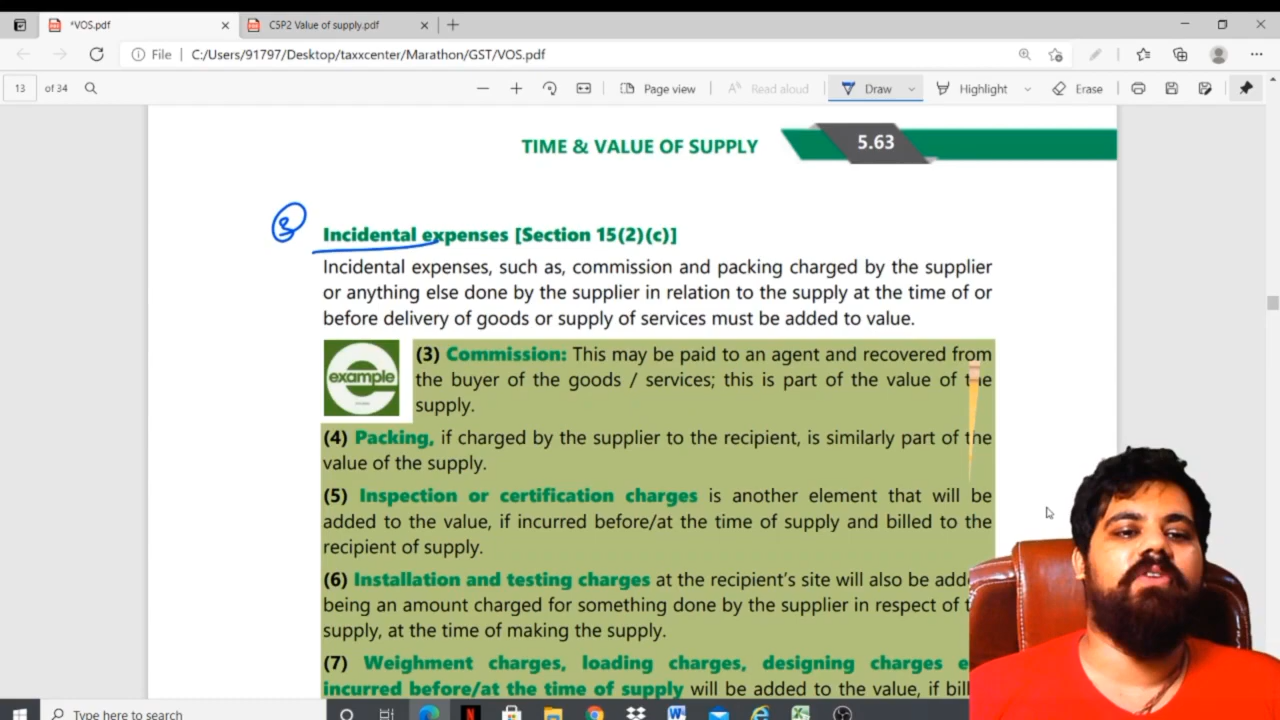 *VOS.pdf
C5P2 Value of supply.pdf
File
C:/Users/91797/Desktop/taxxcenter/Marathon/GST/VOS.pdf
13 of 34
Page view
Read aloud
Draw
Highlight
Erase
TIME & VALUE OF SUPPLY 5.63
3
Incidental expenses [Section 15(2)(c)]
Incidental expenses, such as, commission and packing charged by the supplier
or anything else done by the supplier in relation to the supply at the time of or
before delivery of goods or supply of services must be added to value.
example
(3) Commission: This may be paid to an agent and recovered from
the buyer of the goods / services; this is part of the value of the
supply.
(4) Packing, if charged by the supplier to the recipient, is similarly part of the
value of the supply.
(5) Inspection or certification charges is another element that will be
added to the value, if incurred before/at the time of supply and billed to the
recipient of supply.
(6) Installation and testing charges at the recipient's site will also be
being an amount charged for something done by the supplier in respect of
supply, at the time of making the supply.
(7) Weighment charges, loading charges, designing charges
incurred before/at the time of supply will be added to the value, if
Type here to search